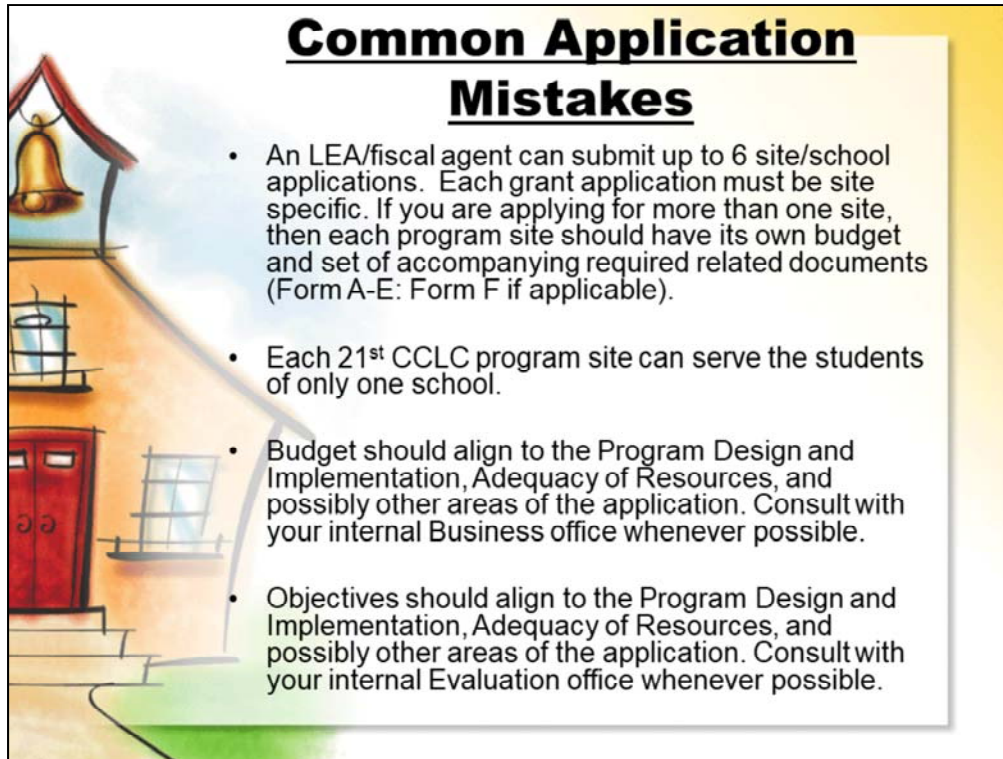 Common Application
Mistakes
• An LEA/fiscal agent can submit up to 6 site/school
applications.  Each grant application must be site
specific. If you are applying for more than one site,
then each program site should have its own budget
and set of accompanying required related documents
(Form A-E: Form F if applicable).
• Each 21st CCLC program site can serve the students
of only one school.
• Budget should align to the Program Design and
Implementation, Adequacy of Resources, and
possibly other areas of the application. Consult with
your internal Business office whenever possible.
• Objectives should align to the Program Design and
Implementation, Adequacy of Resources, and
possibly other areas of the application. Consult with
your internal Evaluation office whenever possible.